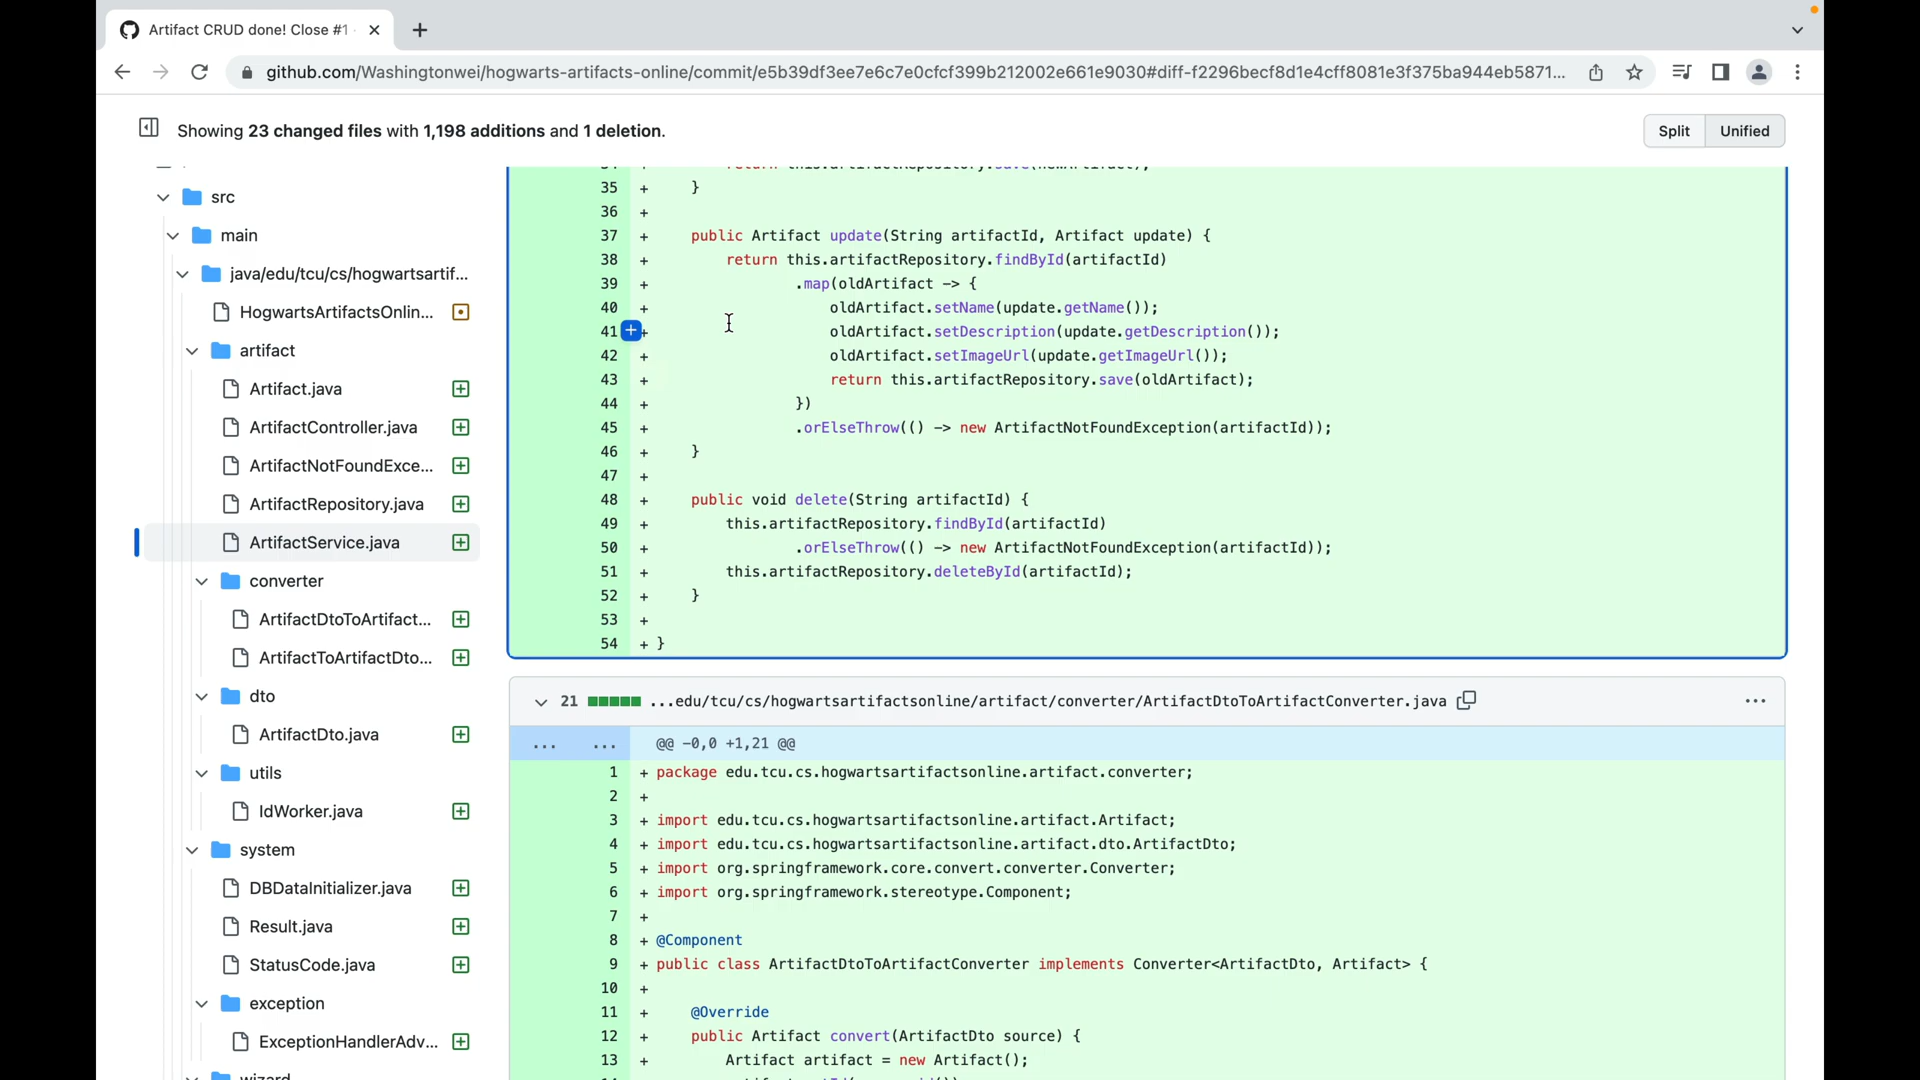 Artifact CRUD done! Close #1
github.com/Washingtonwei/hogwarts-artifacts-online/commit/e5b39df3ee7e6c7e0cfcf399b212002e661e9030#diff-f2296becf8d1e4cff8081e3f375ba944eb5871...
Showing 23 changed files with 1,198 additions and 1 deletion.
Split Unified
src
main
java/edu/tcu/cs/hogwartsartif...
HogwartsArtifactsOnlin...
artifact
Artifact.java
ArtifactController.java
ArtifactNotFoundExce...
ArtifactRepository.java
ArtifactService.java
converter
ArtifactDtoToArtifact...
ArtifactToArtifactDto...
dto
ArtifactDto.java
utils
IdWorker.java
system
DBDataInitializer.java
Result.java
StatusCode.java
exception
ExceptionHandlerAdv...
wizard
35 + }
36 +
37 + public Artifact update(String artifactId, Artifact update) {
38 + return this.artifactRepository.findById(artifactId)
39 + .map(oldArtifact -> {
40 + oldArtifact.setName(update.getName());
41 + oldArtifact.setDescription(update.getDescription());
42 + oldArtifact.setImageUrl(update.getImageUrl());
43 + return this.artifactRepository.save(oldArtifact);
44 + })
45 + .orElseThrow(() -> new ArtifactNotFoundException(artifactId));
46 + }
47 +
48 + public void delete(String artifactId) {
49 + this.artifactRepository.findById(artifactId)
50 + .orElseThrow(() -> new ArtifactNotFoundException(artifactId));
51 + this.artifactRepository.deleteById(artifactId);
52 + }
53 +
54 + }
21 ...edu/tcu/cs/hogwartsartifactsonline/artifact/converter/ArtifactDtoToArtifactConverter.java
... ... @@ -0,0 +1,21 @@
1 + package edu.tcu.cs.hogwartsartifactsonline.artifact.converter;
2 +
3 + import edu.tcu.cs.hogwartsartifactsonline.artifact.Artifact;
4 + import edu.tcu.cs.hogwartsartifactsonline.artifact.dto.ArtifactDto;
5 + import org.springframework.core.convert.converter.Converter;
6 + import org.springframework.stereotype.Component;
7 +
8 + @Component
9 + public class ArtifactDtoToArtifactConverter implements Converter<ArtifactDto, Artifact> {
10 +
11 + @Override
12 + public Artifact convert(ArtifactDto source) {
13 + Artifact artifact = new Artifact();